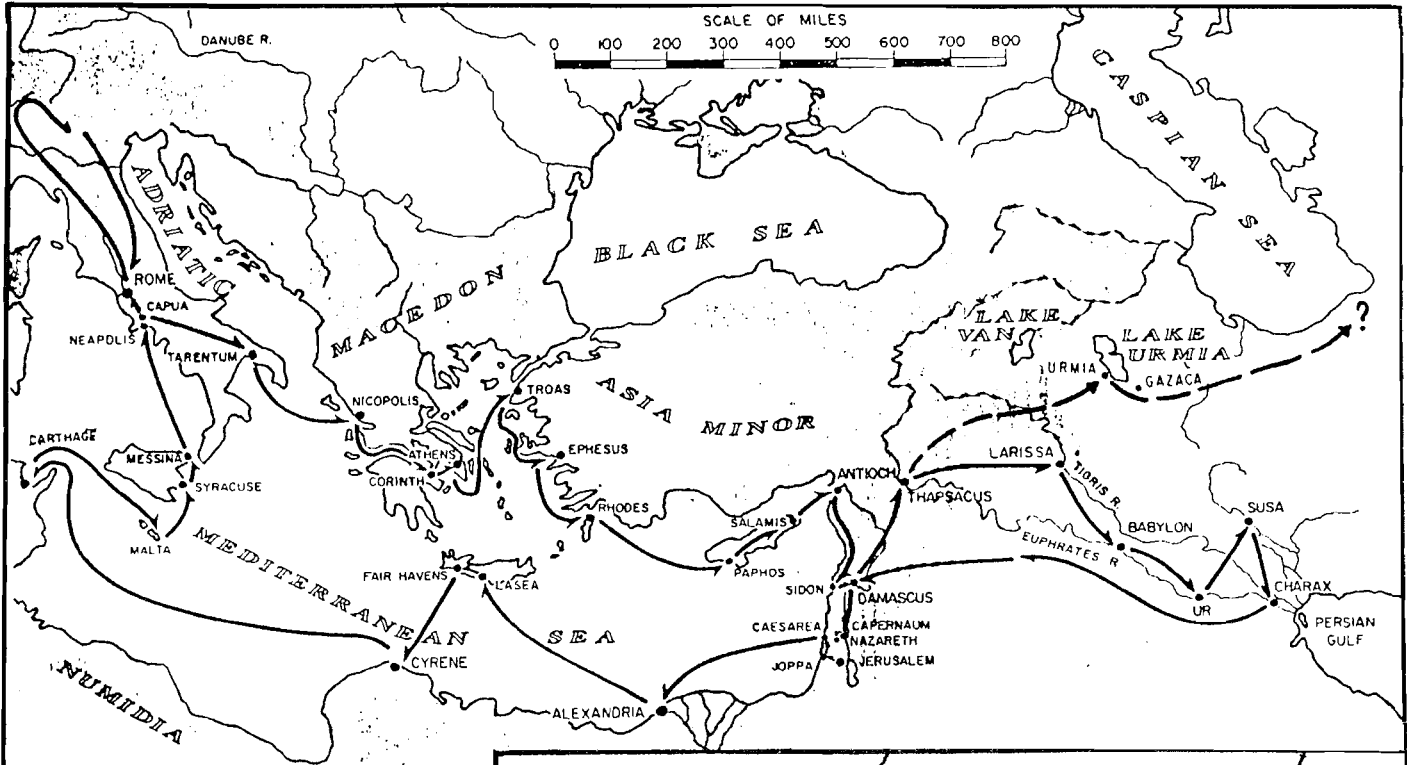 SCALE OF MILES
0 100 200 300 400 500 600 700 800
DANUBE R.
CASPIAN SEA
ADRIATIC
BLACK SEA
MACEDON
ROME
CAPUA
NEAPOLIS
TARENTUM
LAKE
VAN
LAKE
URMIA
?
URMIA
GAZACA
NICOPOLIS
TROAS
ASIA MINOR
CARTHAGE
MESSINA
SYRACUSE
MALTA
ATHENS
CORINTH
EPHESUS
RHODES
ANTIOCH
THAPSACUS
LARISSA
TIGRIS R.
SUSA
SALAMIS
PAPHOS
BABYLON
EUPHRATES R
UR
CHARAX
PERSIAN
GULF
MEDITERRANEAN SEA
FAIR HAVENS
LASEA
SIDON
DAMASCUS
CAESAREA
CAPERNAUM
NAZARETH
JOPPA
JERUSALEM
CYRENE
NUMIDIA
ALEXANDRIA